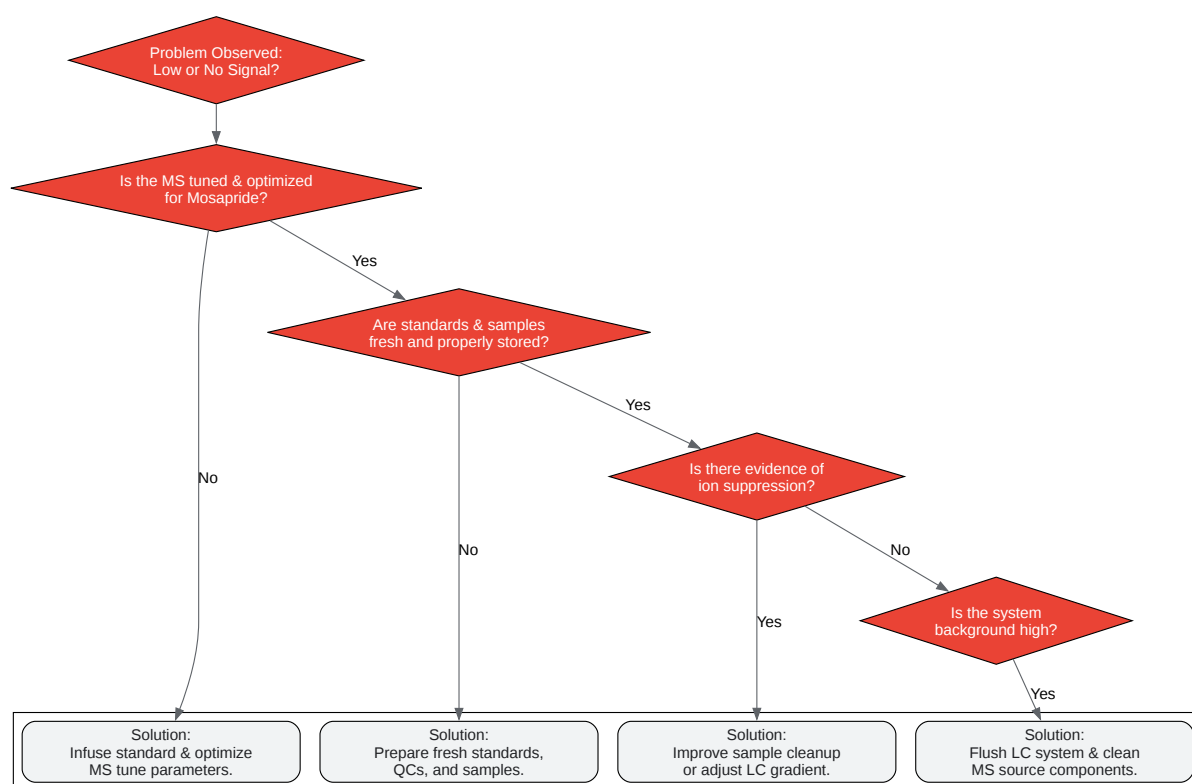 Problem Observed:
Low or No Signal?
Is the MS tuned & optimized
for Mosapride?
Yes
Are standards & samples
fresh and properly stored?
Yes
Is there evidence of
ion suppression?
No
No
No
Is the system
background high?
Yes
Yes
Solution:
Infuse standard & optimize
MS tune parameters.
Solution:
Prepare fresh standards,
QCs, and samples.
Solution:
Improve sample cleanup
or adjust LC gradient.
Solution:
Flush LC system & clean
MS source components.